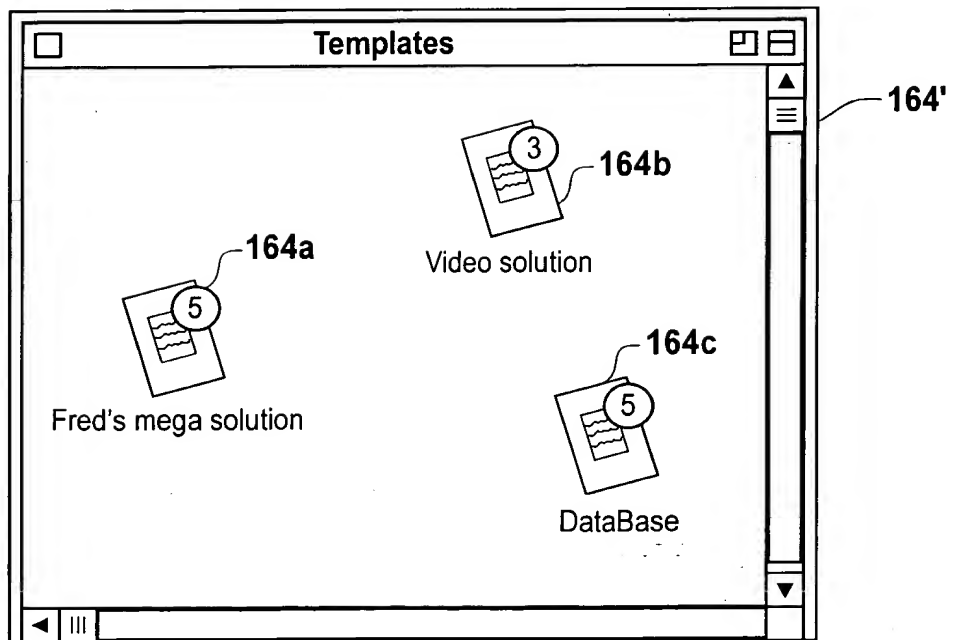 Templates
164'
3
164b
Video solution
164a
5
Fred's mega solution
164c
5
DataBase